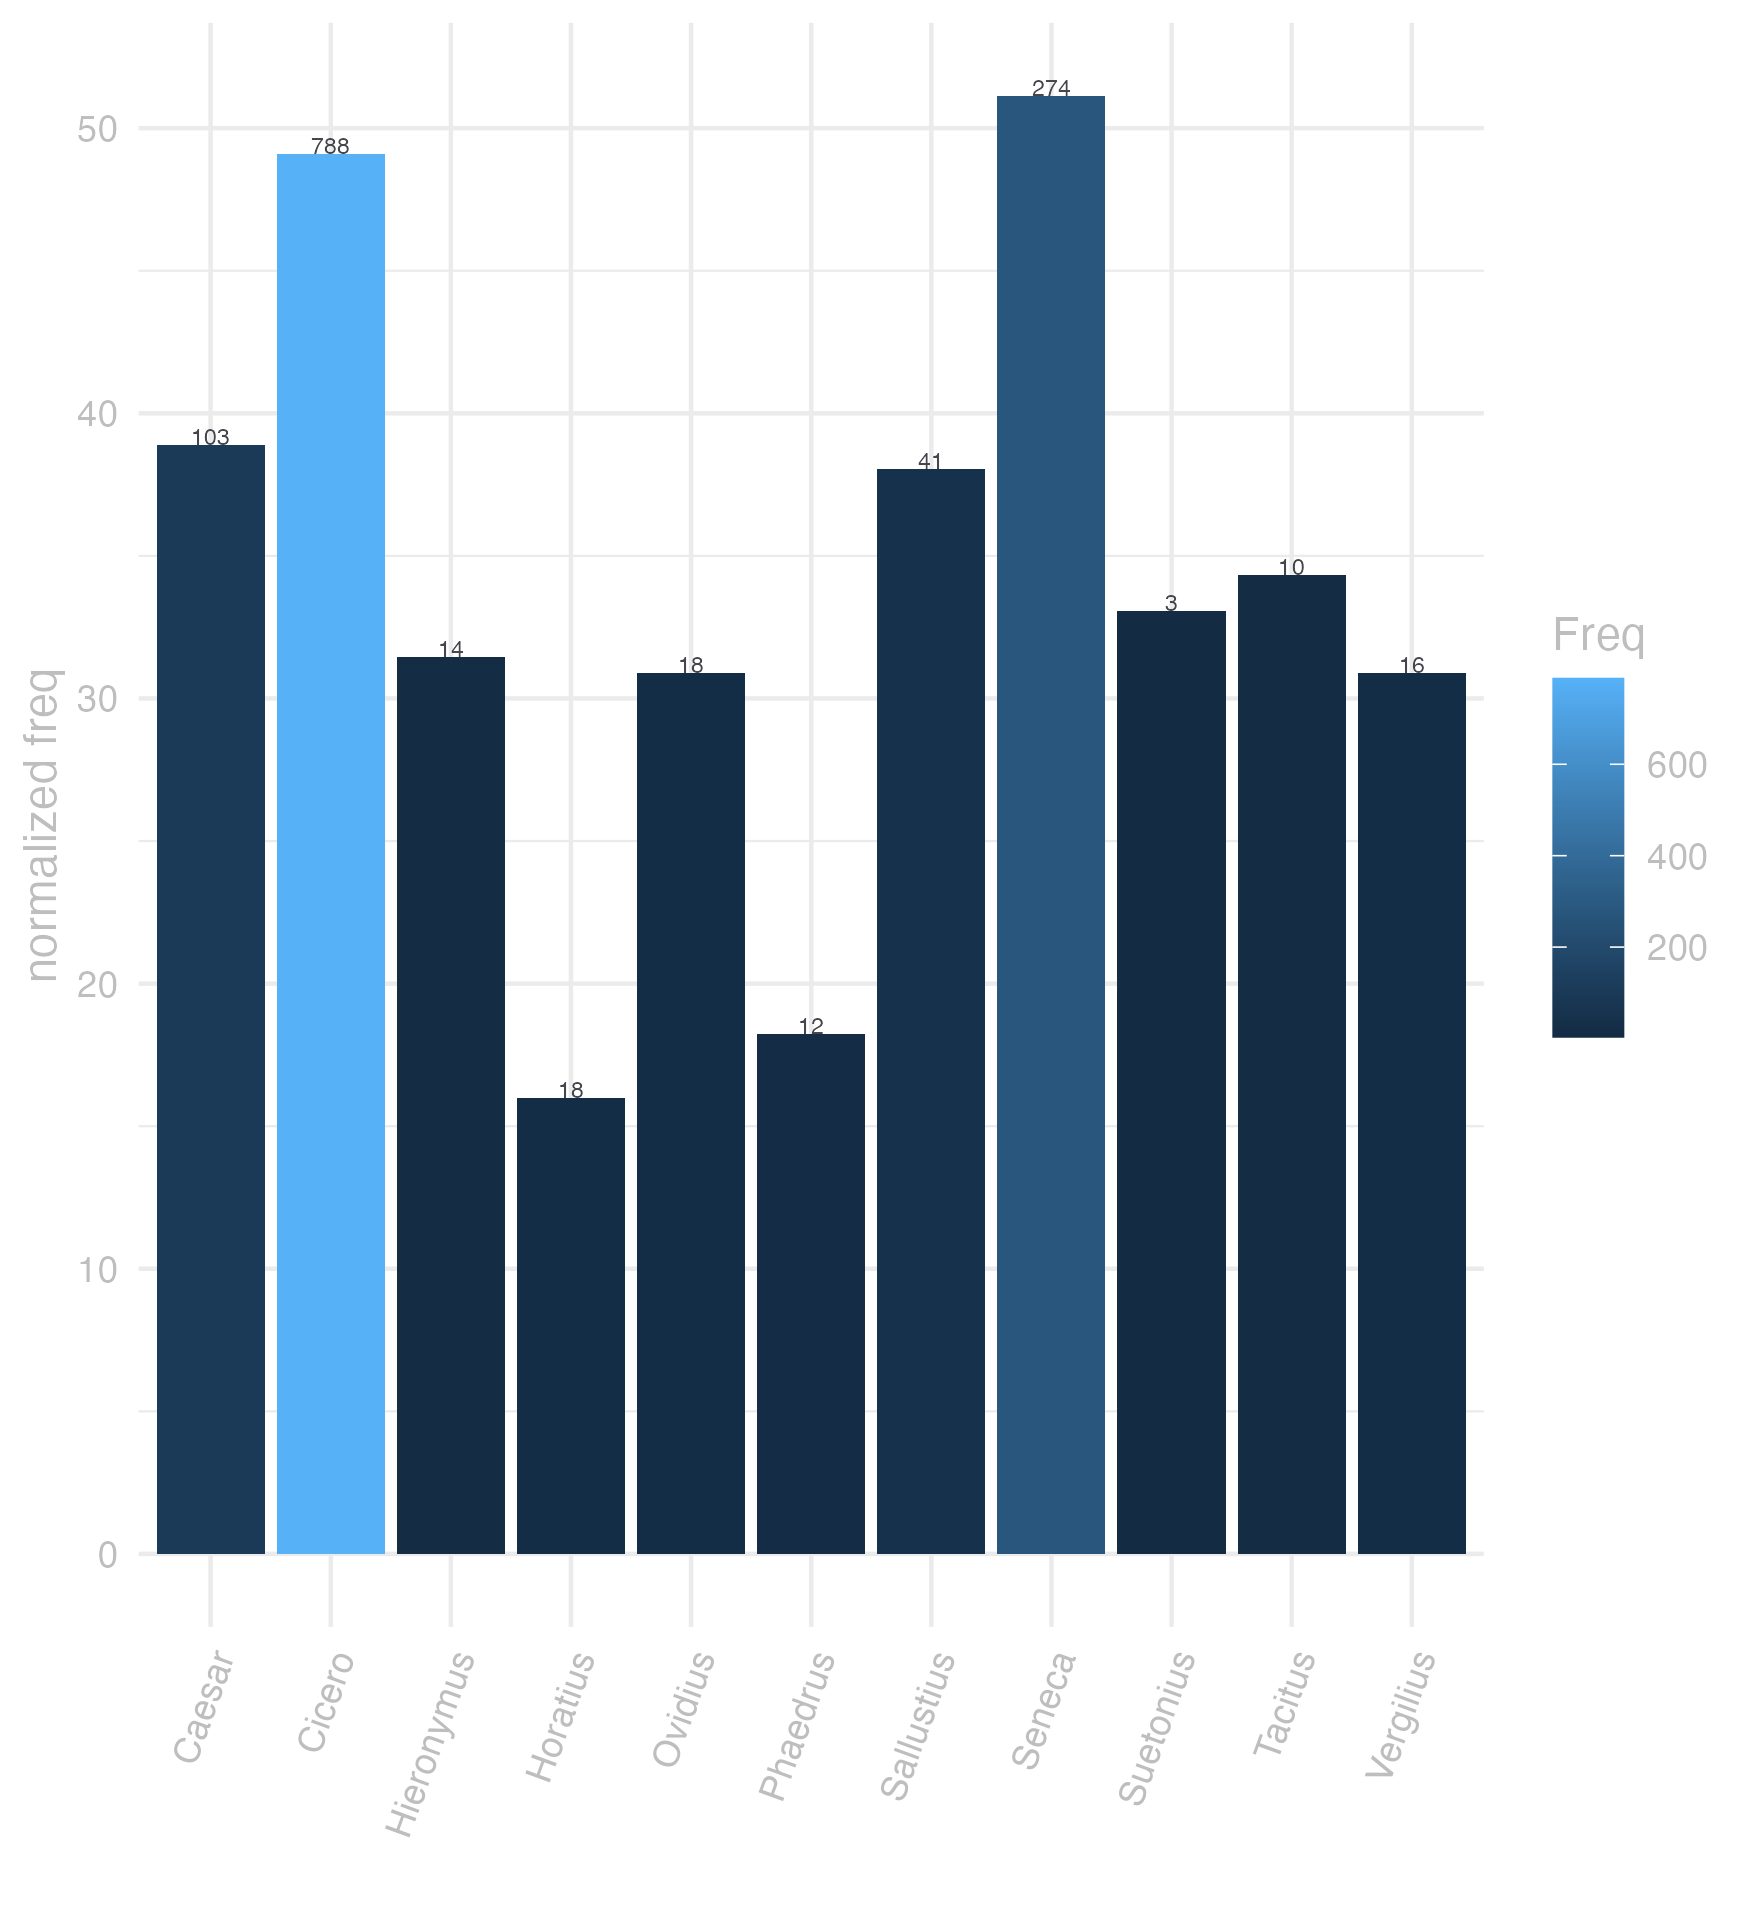 274
50
788
40
103
41
10
3
14
18
16
30
12
20
18
10
0
normalized freq
Freq
600
400
200
Caesar
Cicero
Hieronymus
Horatius
Ovidius
Phaedrus
Sallustius
Seneca
Suetonius
Tacitus
Vergilius